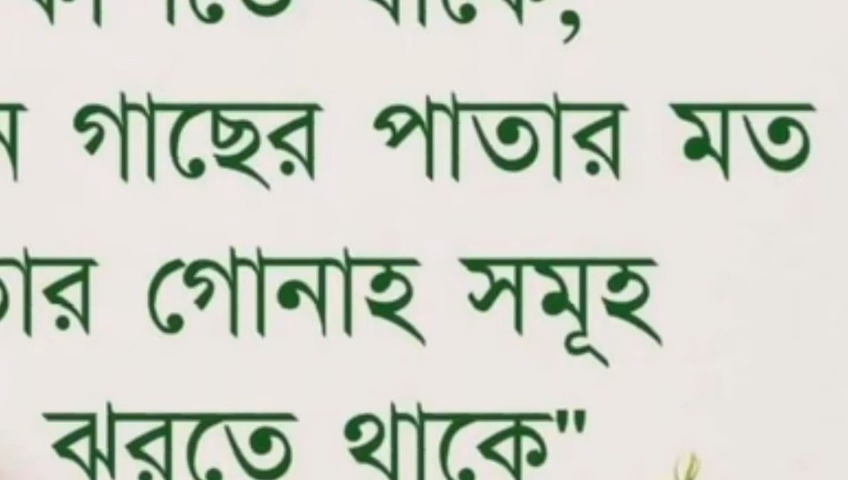 থাকে,
গাছের পাতার মত
তার গোনাহ সমূহ
ঝরতে থাকে"